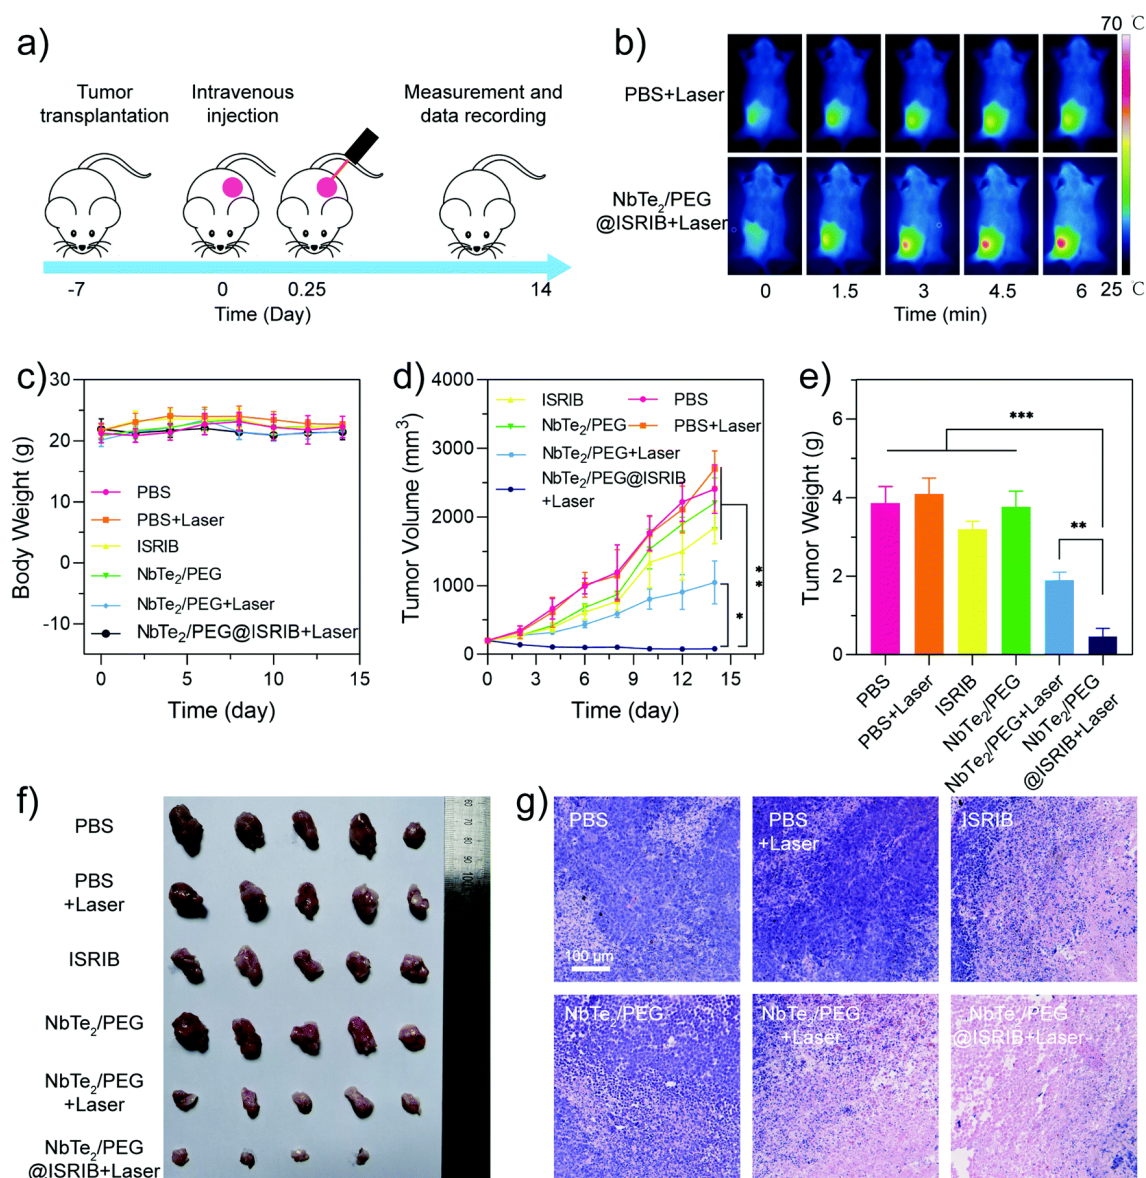 a)
Tumor
transplantation
Intravenous
injection
Measurement and
data recording
-7
0
0.25
14
Time (Day)
b)
70 ℃
PBS+Laser
NbTe₂/PEG
@ISRIB+Laser
0
1.5
3
4.5
6
25 ℃
Time (min)
c)
Body Weight (g)
30
20
10
0
-10
PBS
PBS+Laser
ISRIB
NbTe₂/PEG
NbTe₂/PEG+Laser
NbTe₂/PEG@ISRIB+Laser
0
5
10
15
Time (day)
d)
Tumor Volume (mm³)
4000
3000
2000
1000
0
ISRIB
PBS
NbTe₂/PEG
PBS+Laser
NbTe₂/PEG+Laser
NbTe₂/PEG@ISRIB
+Laser
**
*
0
3
6
9
12
15
Time (day)
e)
Tumor Weight (g)
6
4
2
0
***
**
PBS
PBS+Laser
ISRIB
NbTe₂/PEG
NbTe₂/PEG+Laser
NbTe₂/PEG
@ISRIB+Laser
f)
PBS
PBS
+Laser
ISRIB
NbTe₂/PEG
NbTe₂/PEG
+Laser
NbTe₂/PEG
@ISRIB+Laser
60
70
80
90
100
g)
PBS
100 μm
PBS
+Laser
ISRIB
NbTe₂/PEG
NbTe₂/PEG
+Laser
NbTe₂/PEG
@ISRIB+Laser